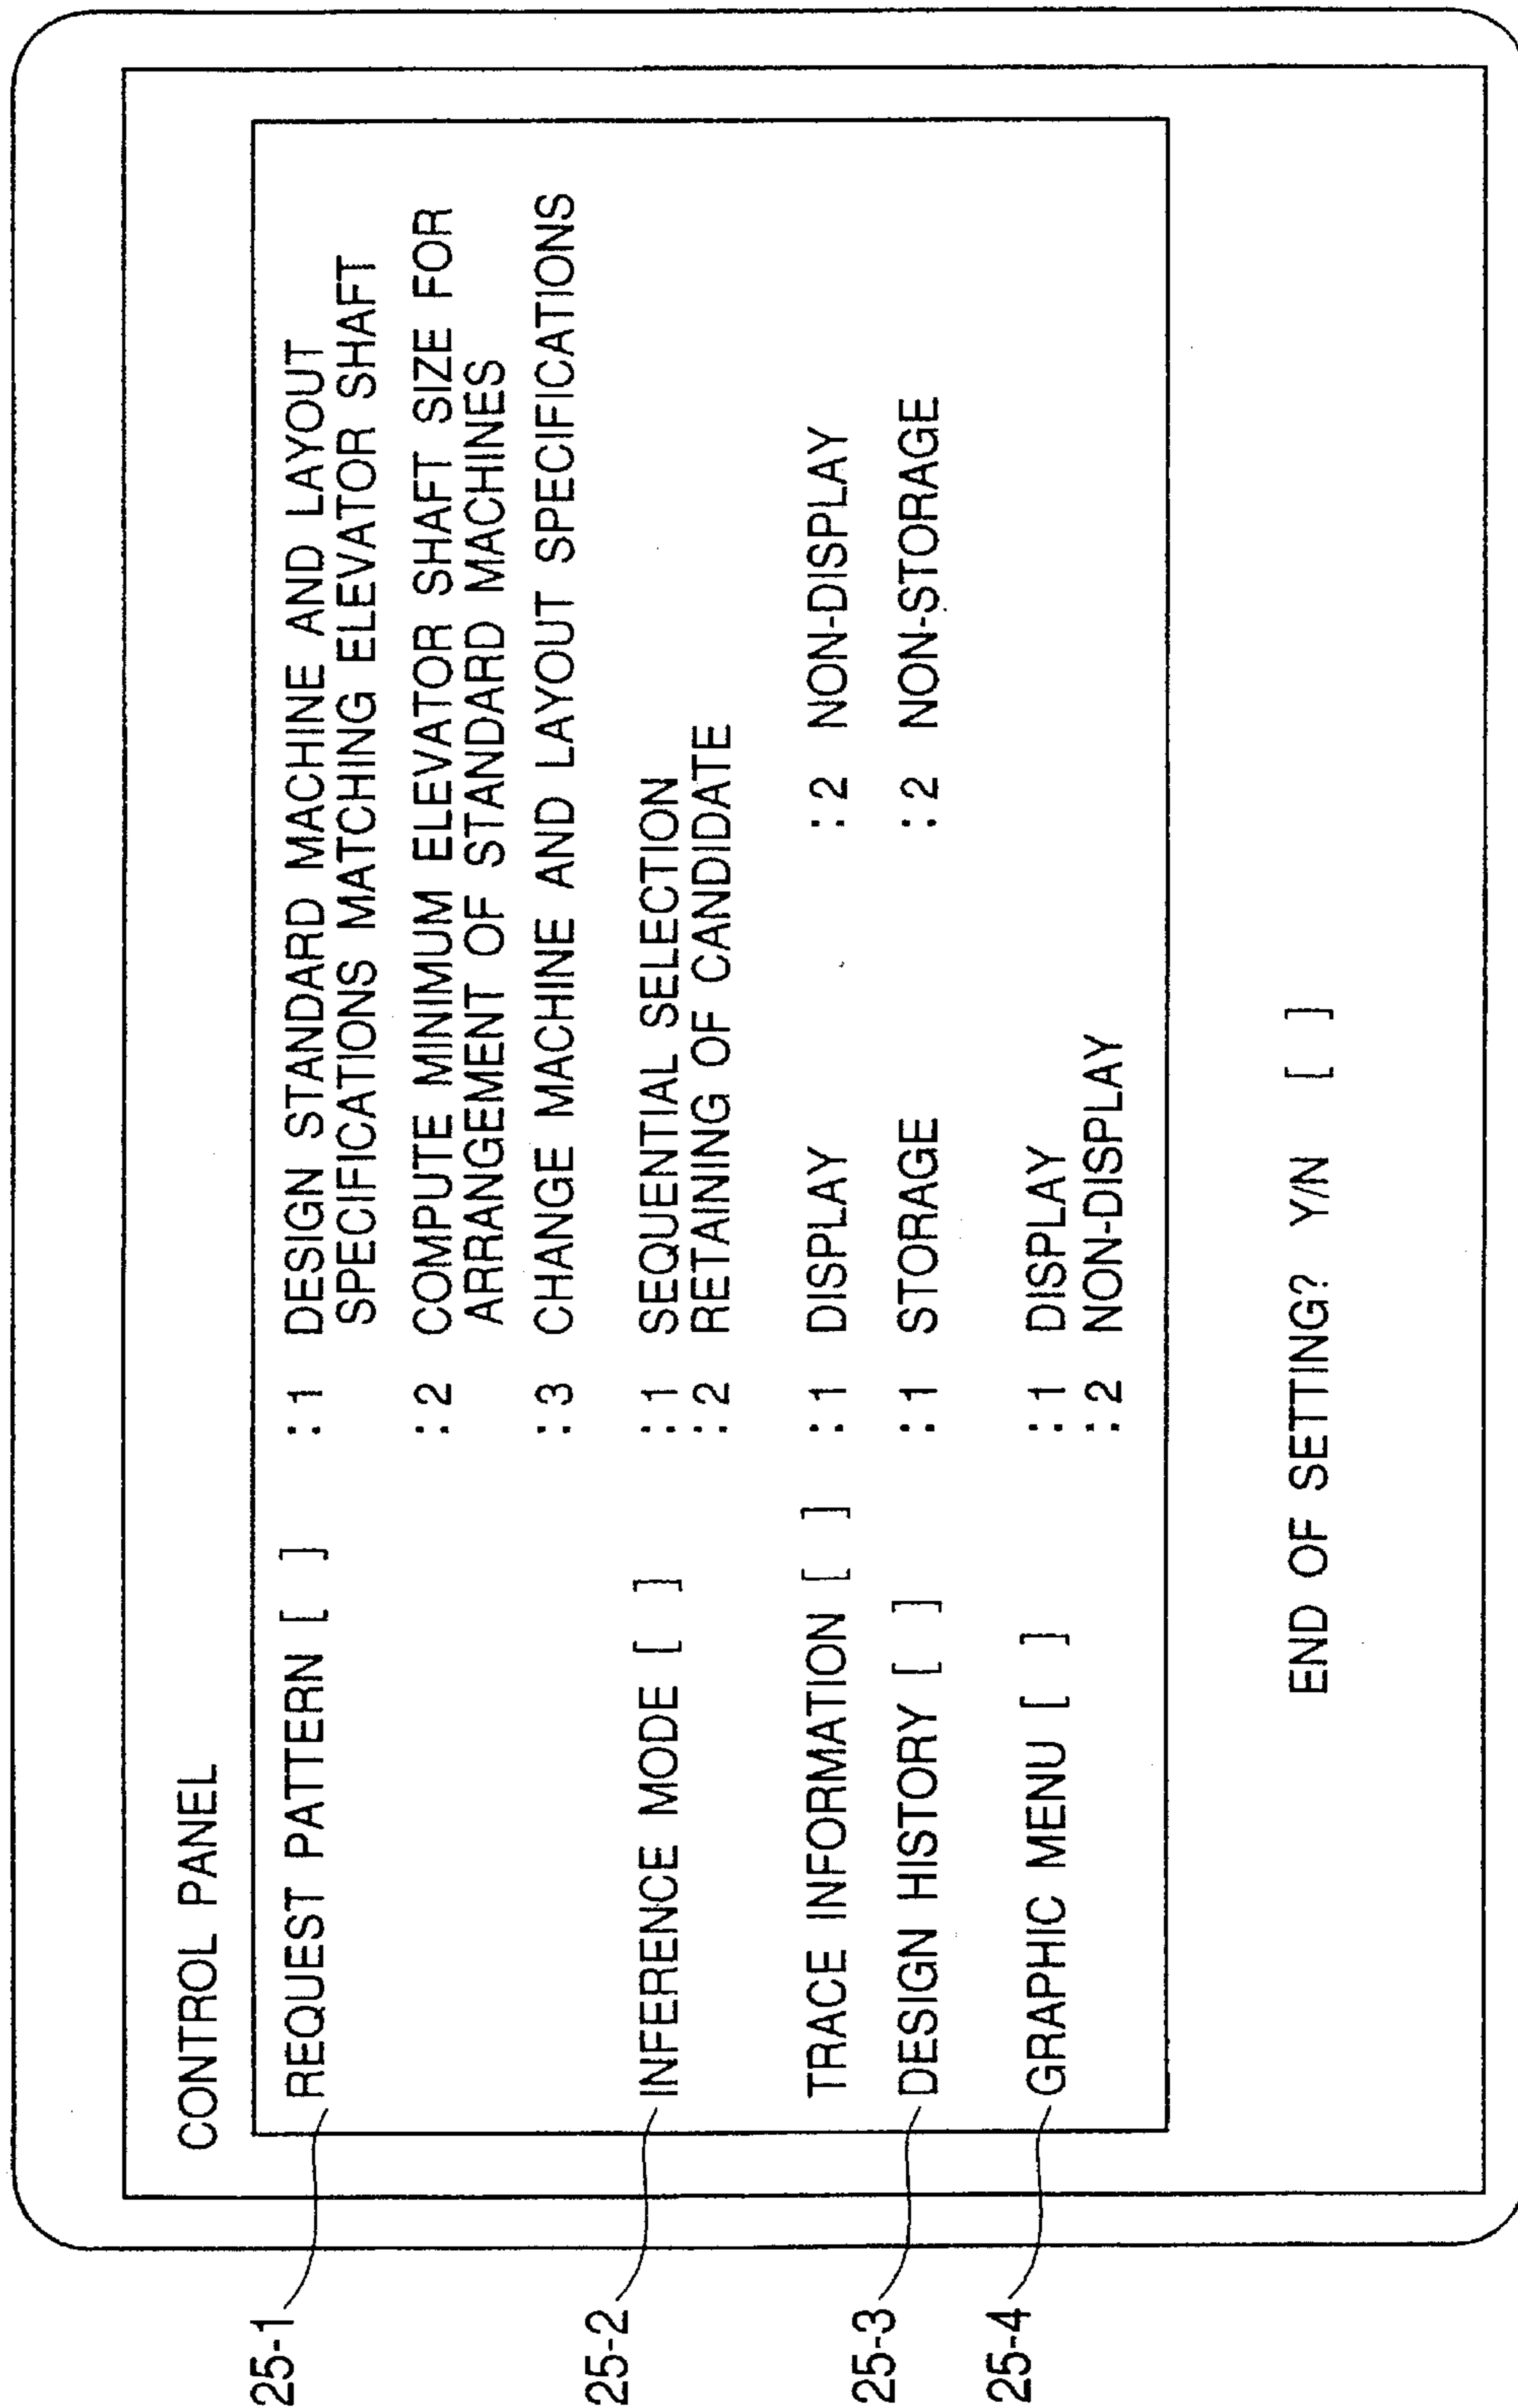 CONTROL PANEL
25-1 REQUEST PATTERN [ ] :1 DESIGN STANDARD MACHINE AND LAYOUT
SPECIFICATIONS MATCHING ELEVATOR SHAFT
:2 COMPUTE MINIMUM ELEVATOR SHAFT SIZE FOR
ARRANGEMENT OF STANDARD MACHINES
:3 CHANGE MACHINE AND LAYOUT SPECIFICATIONS
25-2 INFERENCE MODE [ ] :1 SEQUENTIAL SELECTION
:2 RETAINING OF CANDIDATE
TRACE INFORMATION [ ] :1 DISPLAY :2 NON-DISPLAY
25-3 DESIGN HISTORY [ ] :1 STORAGE :2 NON-STORAGE
25-4 GRAPHIC MENU [ ] :1 DISPLAY
:2 NON-DISPLAY
END OF SETTING? Y/N [ ]